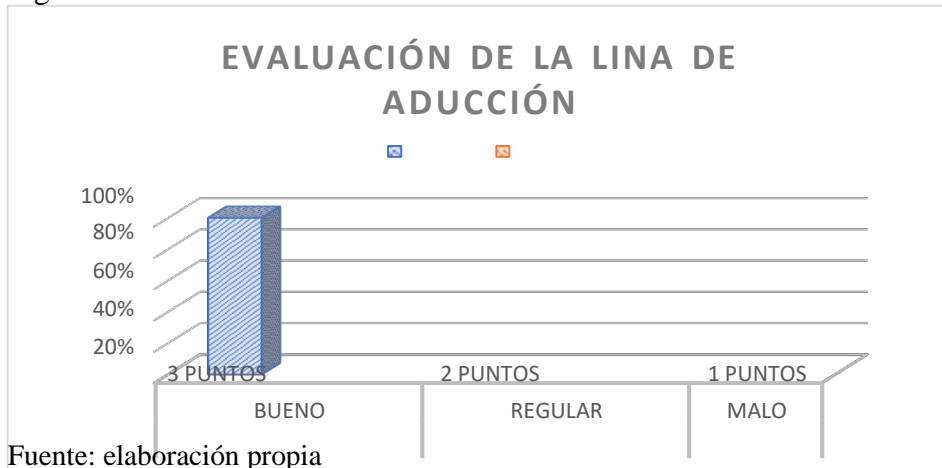 EVALUACIÓN DE LA LINA DE
ADUCCIÓN
100%
80%
60%
40%
20%
3 PUNTOS 2 PUNTOS 1 PUNTOS
BUENO REGULAR MALO
Fuente: elaboración propia